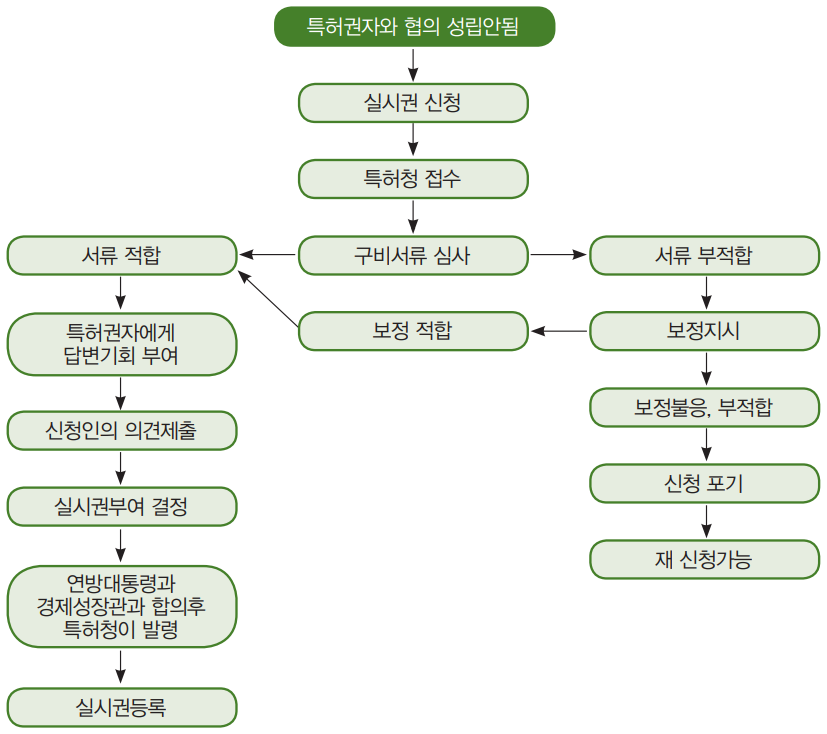 특허권자와 협의 성립안됨
실시권 신청
특허청 접수
서류 적합
구비서류 심사
서류 부적합
특허권자에게
답변기회 부여
보정 적합
보정지시
신청인의 의견제출
보정불응, 부적합
실시권부여 결정
신청 포기
연방대통령과
경제성장관과 합의후
특허청이 발령
재 신청가능
실시권등록